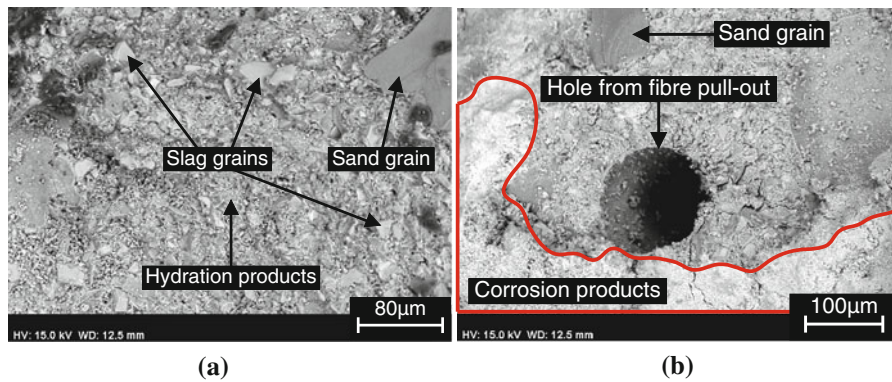 Slag grains
Sand grain
Hydration products
80µm
HV: 15.0 kV WD: 12.5 mm
(a)
Sand grain
Hole from fibre pull-out
Corrosion products
100µm
HV: 15.0 kV WD: 12.5 mm
(b)